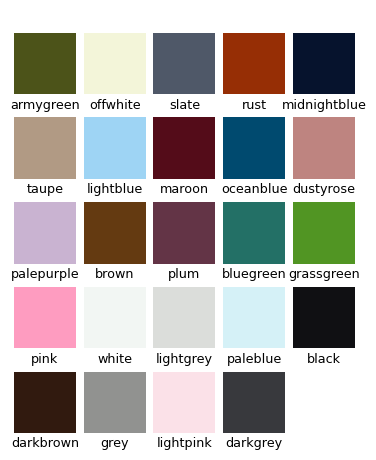 armygreen offwhite slate rust midnightblue
taupe lightblue maroon oceanblue dustyrose
palepurple brown plum bluegreen grassgreen
pink white lightgrey paleblue black
darkbrown grey lightpink darkgrey